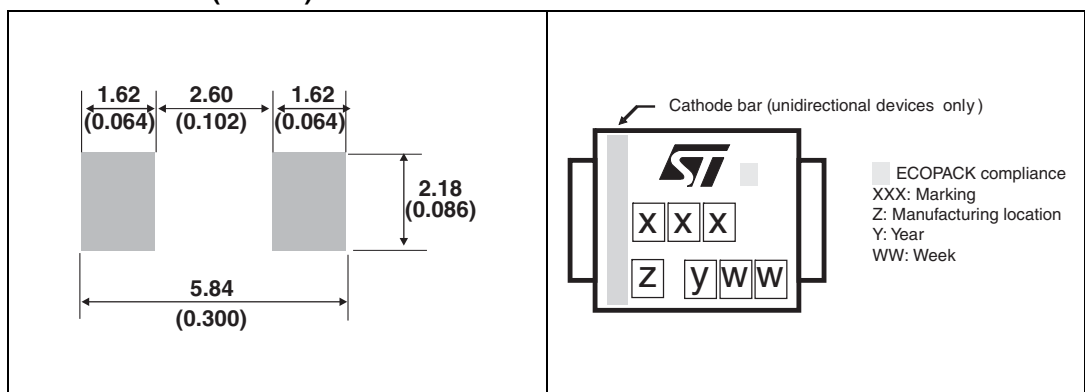 1.62 2.60 1.62
(0.064) (0.102) (0.064)
2.18
(0.086)
5.84
(0.300)
Cathode bar (unidirectional devices only)
ST
x x x
z y w w
ECOPACK compliance
XXX: Marking
Z: Manufacturing location
Y: Year
WW: Week